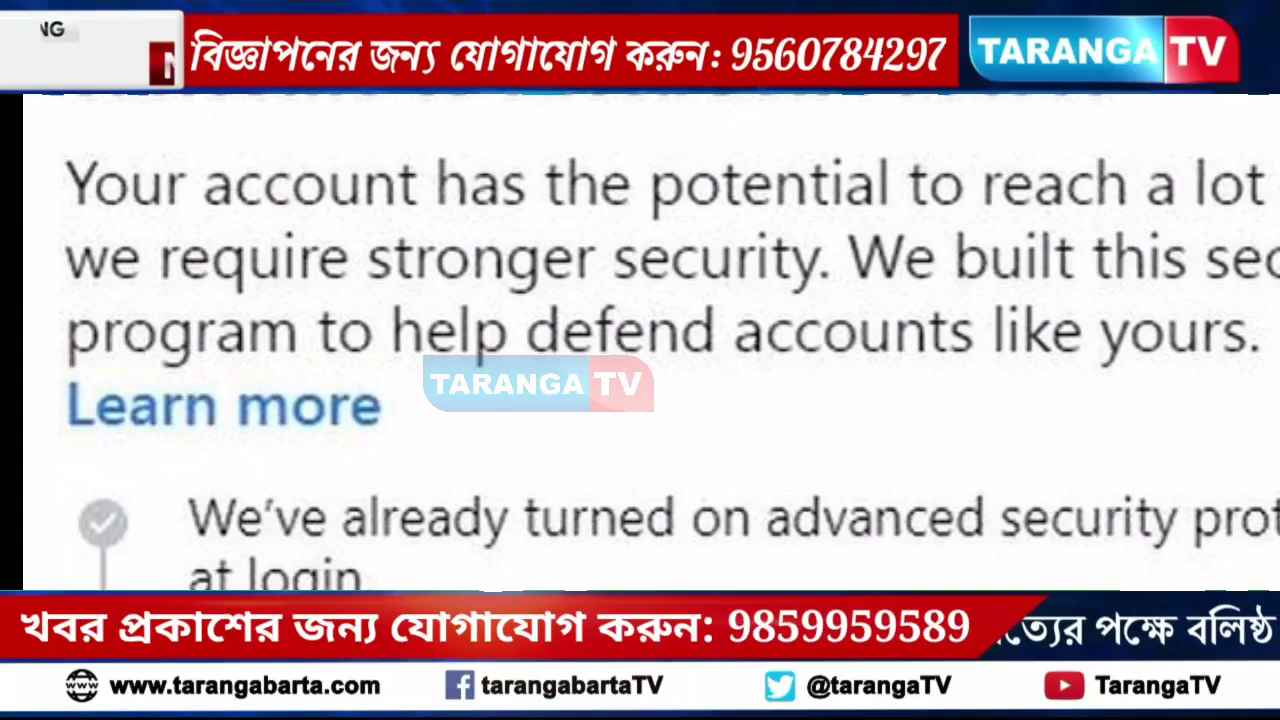 NG
বিজ্ঞাপনের জন্য যোগাযোগ করুন: 9560784297
TARANGA TV
Your account has the potential to reach a lot
we require stronger security. We built this sec
program to help defend accounts like yours.
TARANGA TV
Learn more
We've already turned on advanced security prot
at login
খবর প্রকাশের জন্য যোগাযোগ করুন: 9859959589
ত্যের পক্ষে বলিষ্ঠ
www.tarangabarta.com
tarangabartaTV
@tarangaTV
TarangaTV